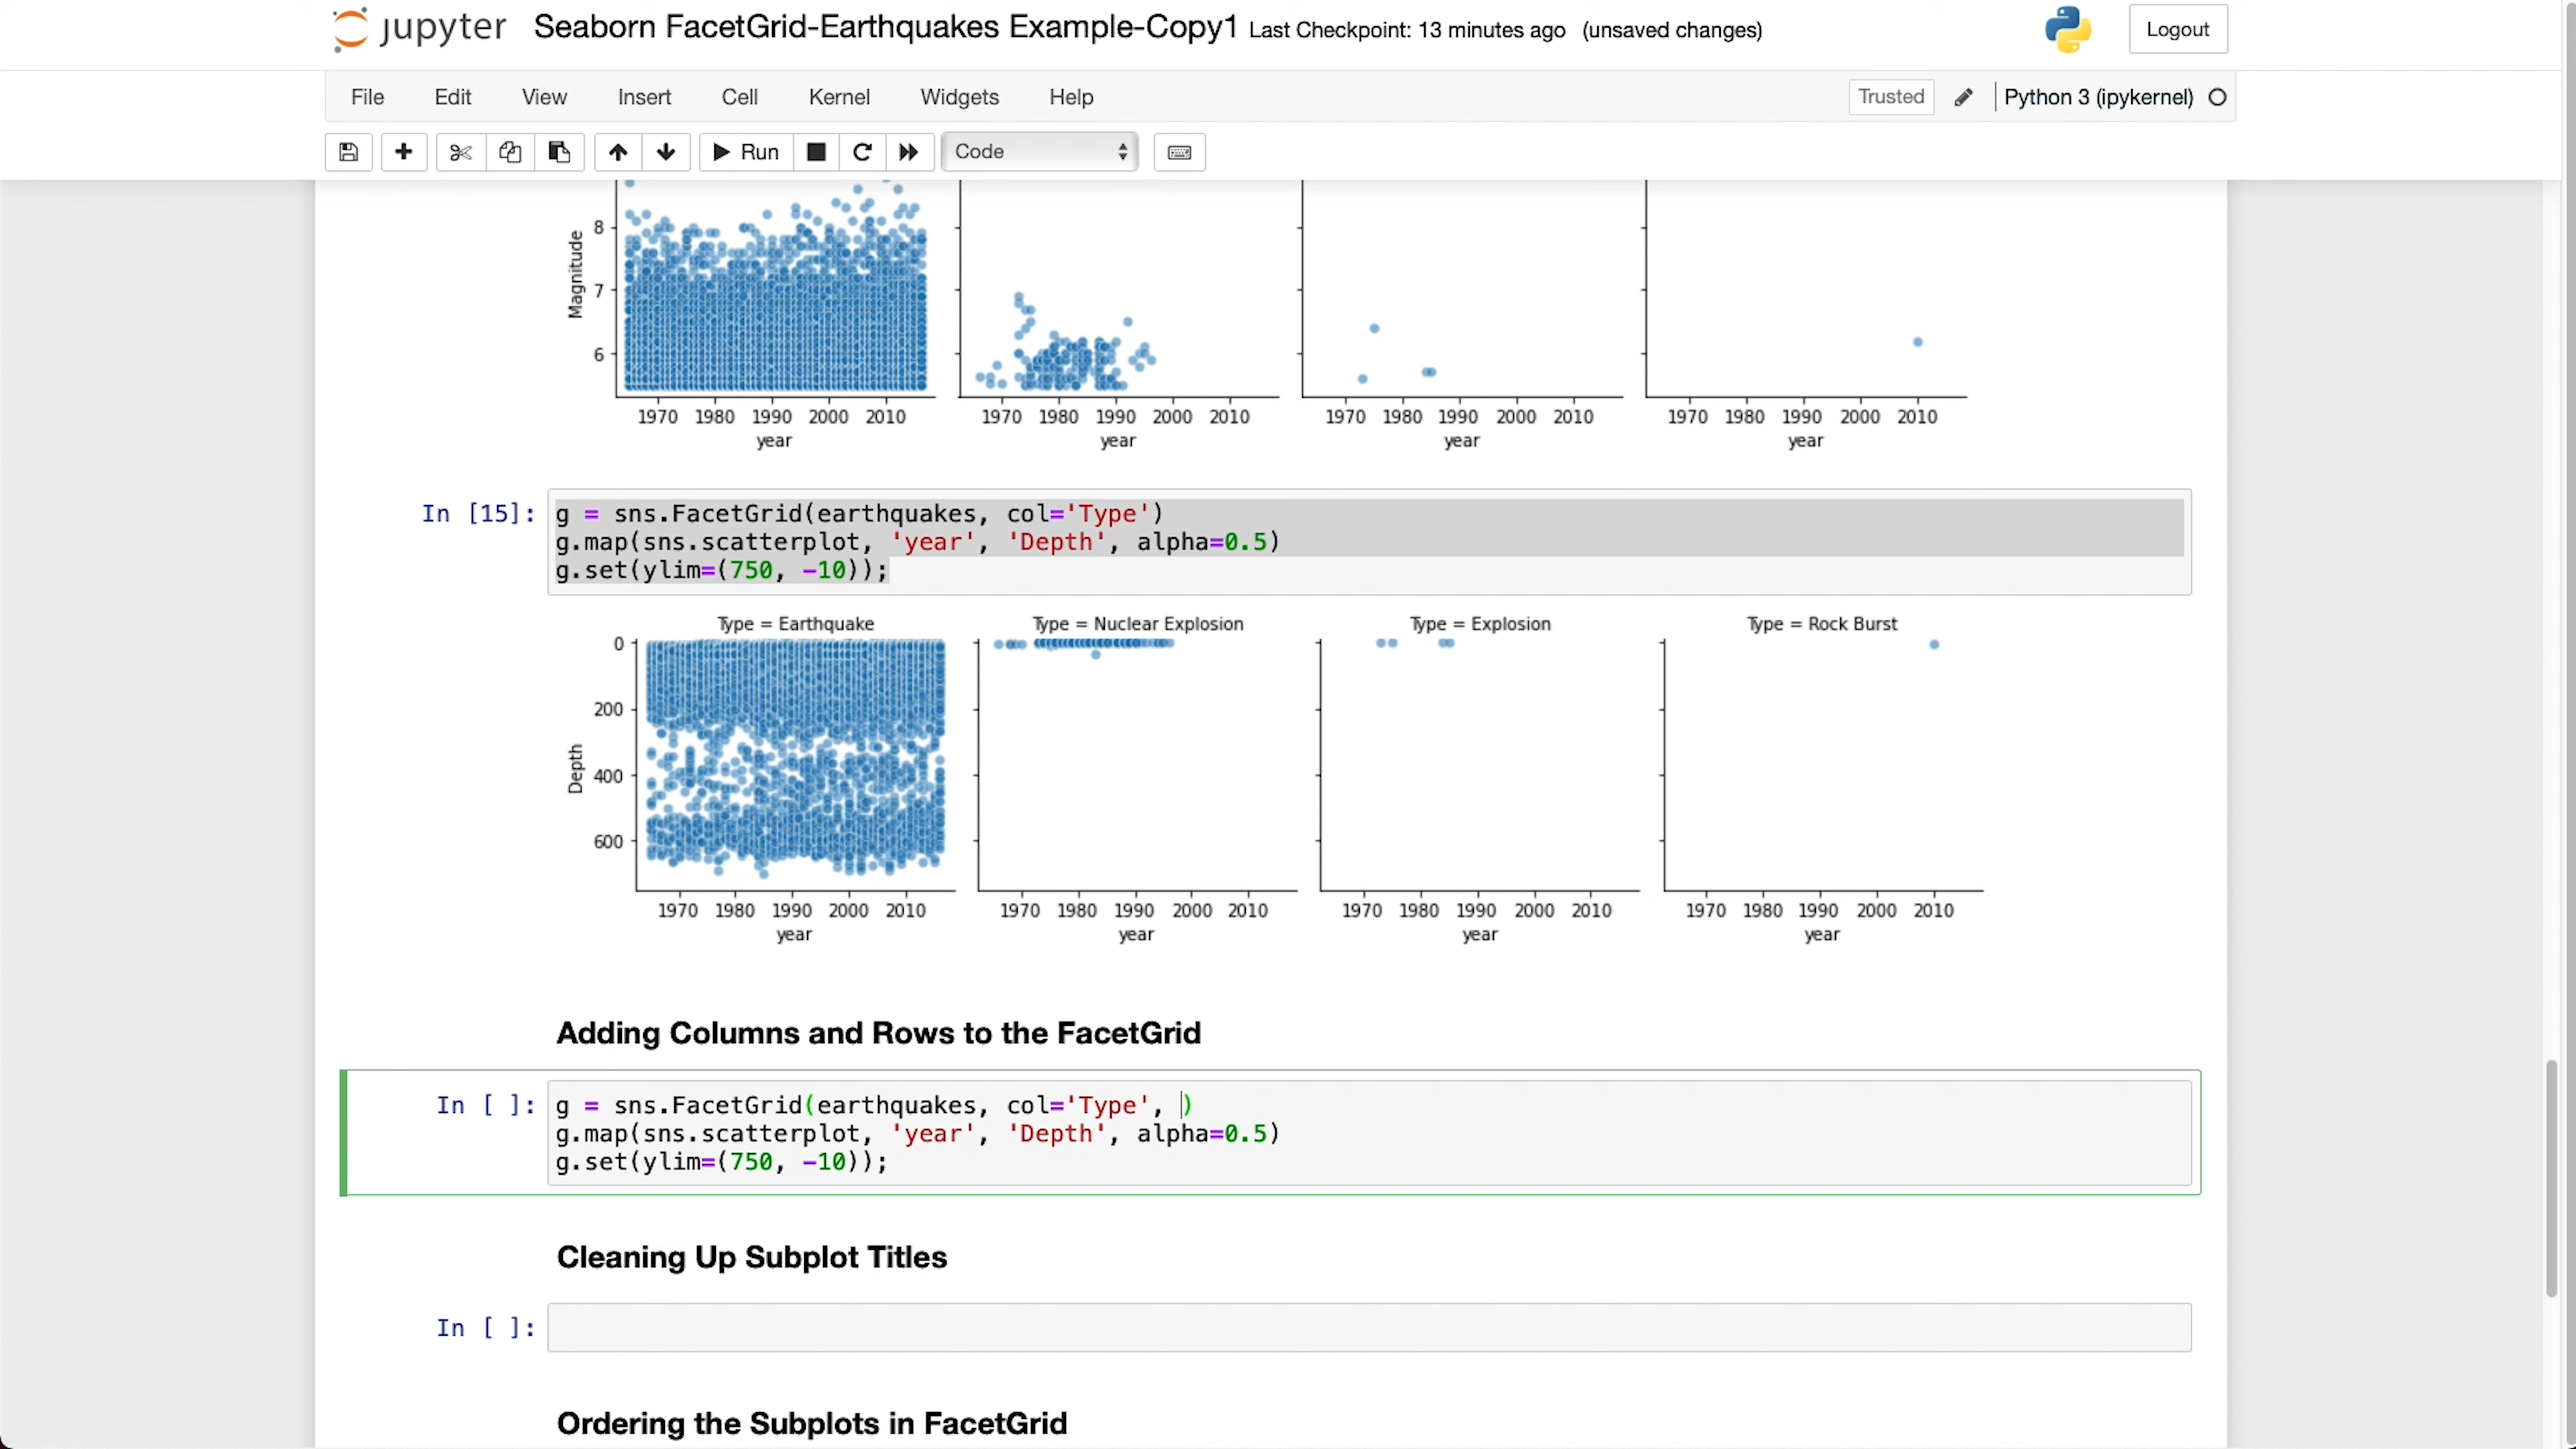 jupyter Seaborn FacetGrid-Earthquakes Example-Copy1 Last Checkpoint: 13 minutes ago (unsaved changes) Logout
File Edit View Insert Cell Kernel Widgets Help Trusted Python 3 (ipykernel)
Run Code
8
7
6
Magnitude
1970 1980 1990 2000 2010 1970 1980 1990 2000 2010 1970 1980 1990 2000 2010 1970 1980 1990 2000 2010
year year year year
In [15]: g = sns.FacetGrid(earthquakes, col='Type')
g.map(sns.scatterplot, 'year', 'Depth', alpha=0.5)
g.set(ylim=(750, -10));
Type = Earthquake Type = Nuclear Explosion Type = Explosion Type = Rock Burst
0
200
400
600
Depth
1970 1980 1990 2000 2010 1970 1980 1990 2000 2010 1970 1980 1990 2000 2010 1970 1980 1990 2000 2010
year year year year
Adding Columns and Rows to the FacetGrid
In [ ]: g = sns.FacetGrid(earthquakes, col='Type', )
g.map(sns.scatterplot, 'year', 'Depth', alpha=0.5)
g.set(ylim=(750, -10));
Cleaning Up Subplot Titles
In [ ]:
Ordering the Subplots in FacetGrid